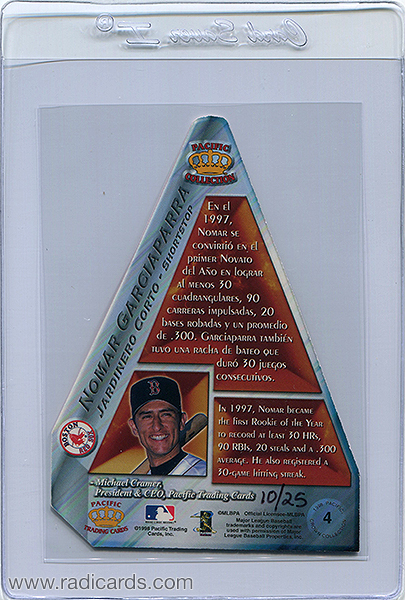 Card Saver I®
PACIFIC
COLLECTION
NOMAR GARCIAPARRA
JARDINERO CORTO - SHORTSTOP
En el
1997,
Nomar se
convirtió en el
primer Novato
del Año en lograr
al menos 30
cuadrangulares, 90
carreras impulsadas, 20
bases robadas y un promedio
de .300. Garciaparra también
tuvo una racha de bateo que
duró 30 juegos
consecutivos.
In 1997, Nomar became
the first Rookie of the Year
to record at least 30 HRs,
90 RBIs, 20 steals and a .300
average. He also registered a
30-game hitting streak.
BOSTON
RED SOX
B
- Michael Cramer,
President & CEO, Pacific Trading Cards
10/25
PACIFIC
TRADING CARDS
©1998 Pacific Trading
Cards, Inc.
©MLBPA Official Licensee-MLBPA
Major League Baseball
trademarks and copyrights are
used with permission of Major
League Baseball Properties, Inc.
4
www.radicards.com